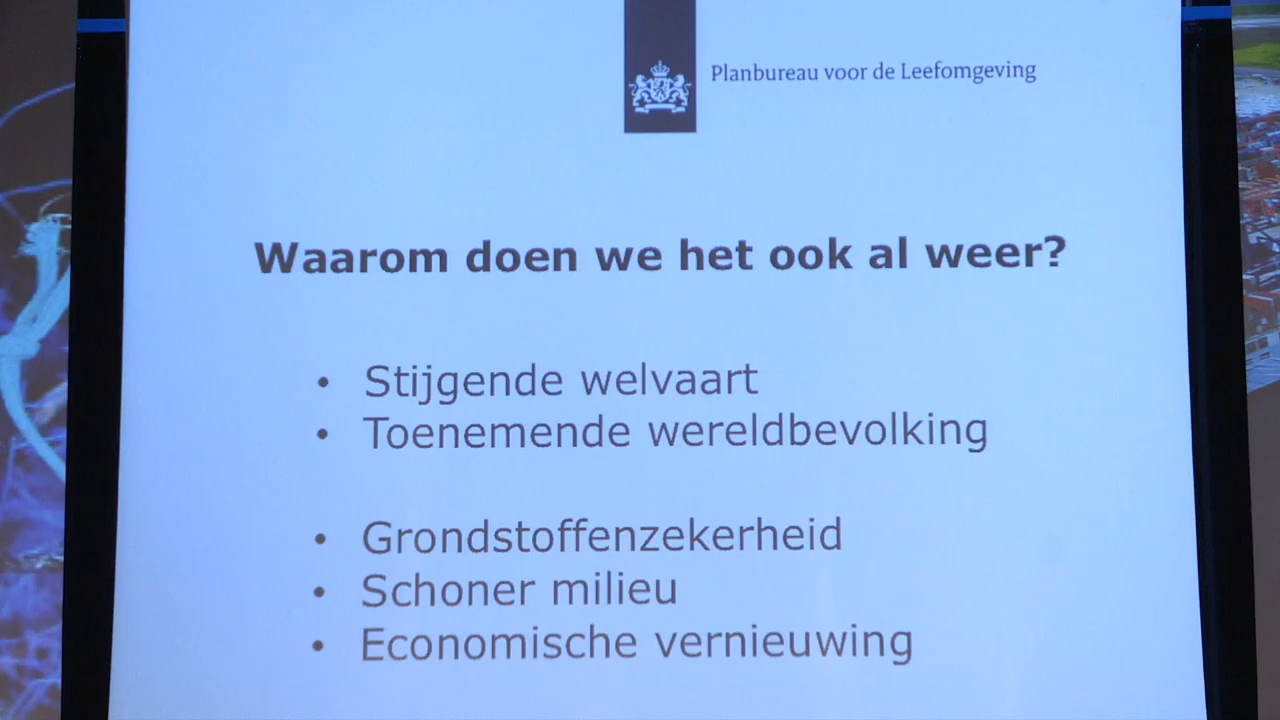 Planbureau voor de Leefomgeving
Waarom doen we het ook al weer?
• Stijgende welvaart
• Toenemende wereldbevolking
• Grondstoffenzekerheid
• Schoner milieu
• Economische vernieuwing